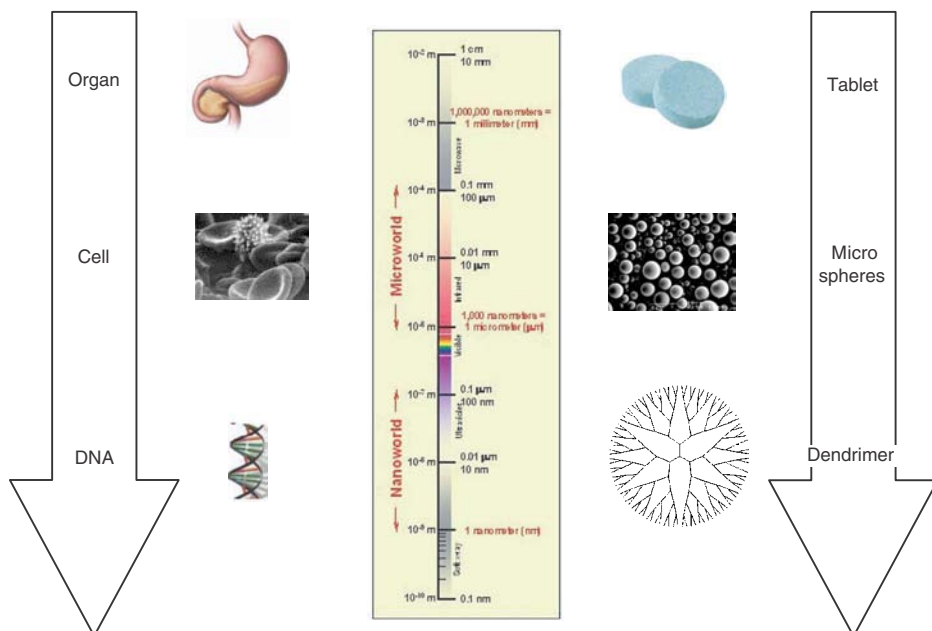 Organ
Cell
DNA
10⁻² m
1 cm
10 mm
1,000,000 nanometers =
10⁻³ m
1 millimeter (mm)
Microwave
10⁻⁴ m
0.1 mm
100 µm
Microworld
10⁻⁵ m
0.01 mm
10 µm
Infrared
1,000 nanometers =
10⁻⁶ m
1 micrometer (µm)
Visible
10⁻⁷ m
0.1 µm
100 nm
Ultraviolet
Nanoworld
10⁻⁸ m
0.01 µm
10 nm
10⁻⁹ m
1 nanometer (nm)
Soft x-ray
10⁻¹⁰ m
0.1 nm
Tablet
Micro
spheres
Dendrimer